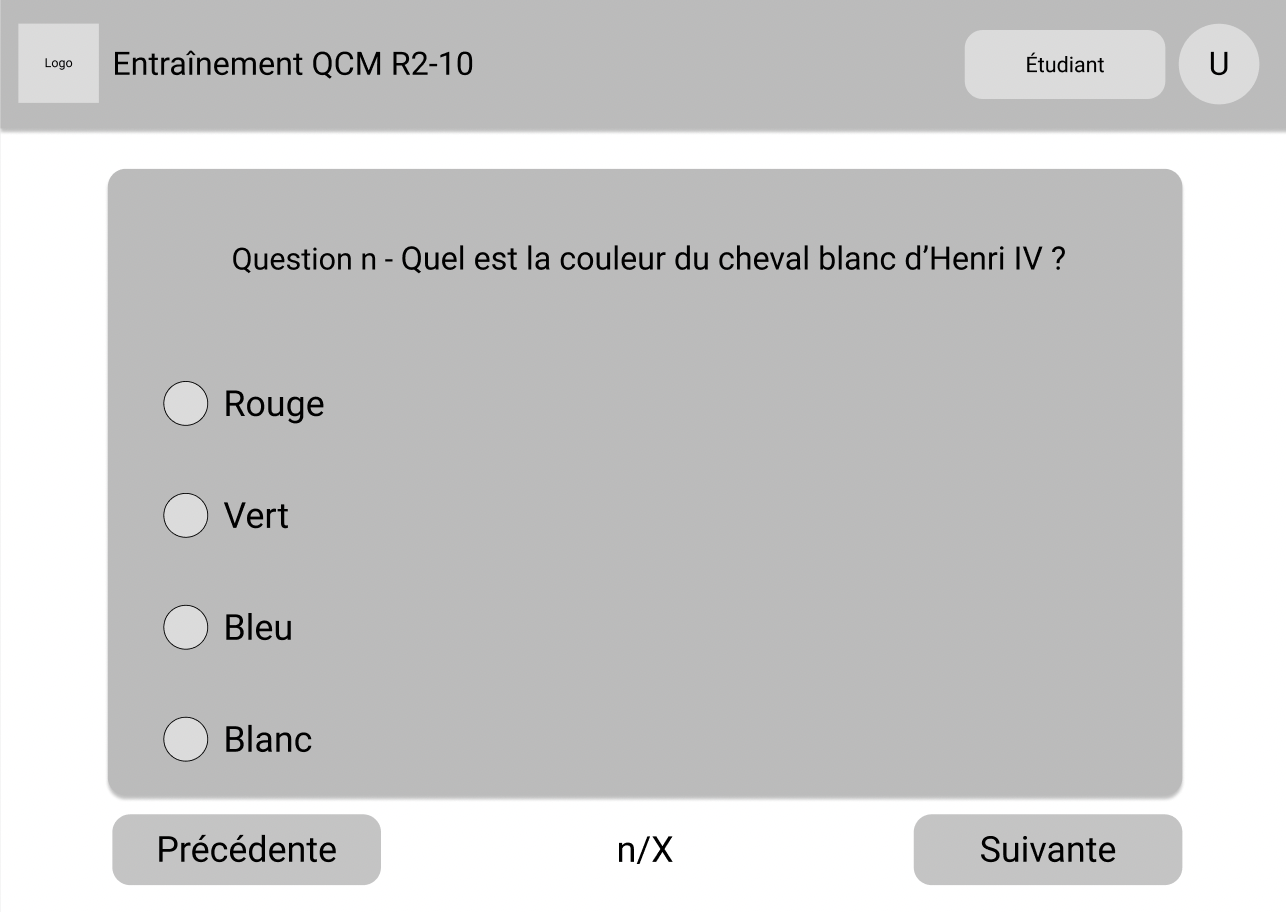 Logo
Entraînement QCM R2-10
Étudiant
U
Question n - Quel est la couleur du cheval blanc d’Henri IV ?
Rouge
Vert
Bleu
Blanc
Précédente
n/X
Suivante